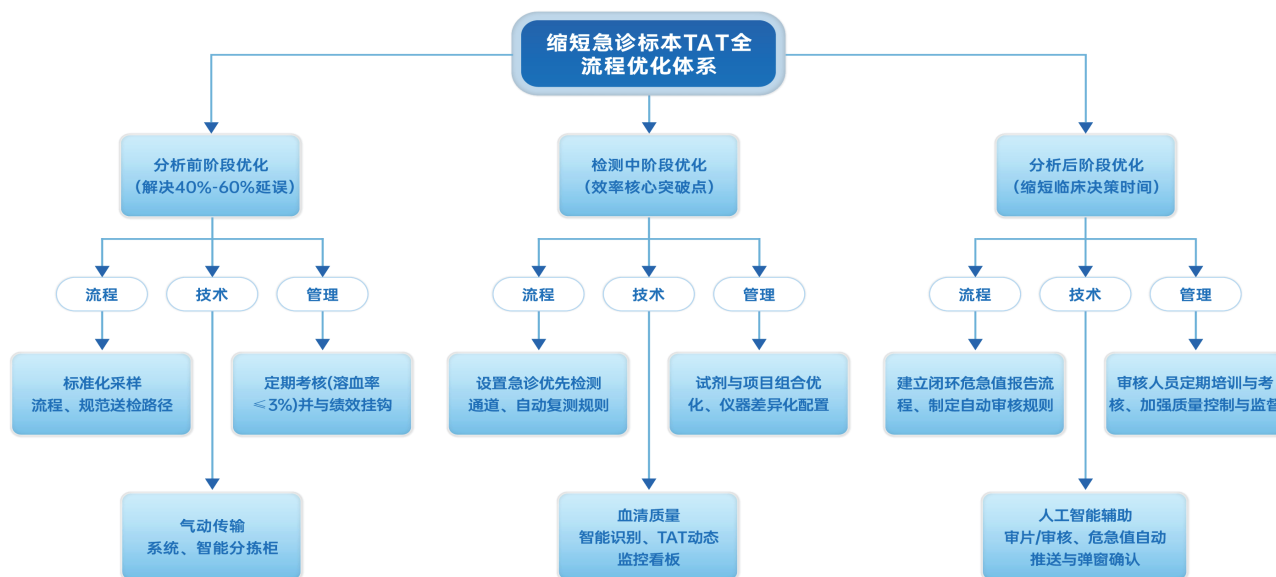 缩短急诊标本TAT全
流程优化体系
分析前阶段优化
（解决40%-60%延误）
检测中阶段优化
（效率核心突破点）
分析后阶段优化
（缩短临床决策时间）
流程
技术
管理
流程
技术
管理
流程
技术
管理
标准化采样
流程、规范送检路径
定期考核(溶血率
≤3%)并与绩效挂钩
设置急诊优先检测
通道、自动复测规则
试剂与项目组合优
化、仪器差异化配置
建立闭环危急值报告流
程、制定自动审核规则
审核人员定期培训与考
核、加强质量控制与监督
气动传输
系统、智能分拣柜
血清质量
智能识别、TAT动态
监控看板
人工智能辅助
审片/审核、危急值自动
推送与弹窗确认